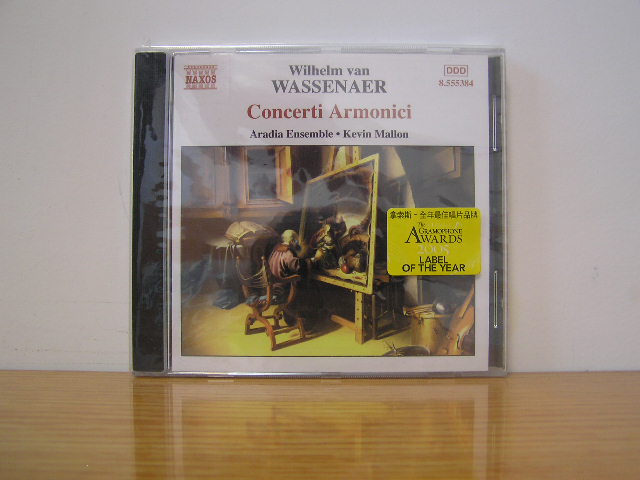 NAXOS
Wilhelm van
WASSENAER
DDD
8.555384
Concerti Armonici
Aradia Ensemble • Kevin Mallon
拿索斯-全年最佳唱片品牌
The
GRAMOPHONE
AWARDS
2005
LABEL
OF THE YEAR